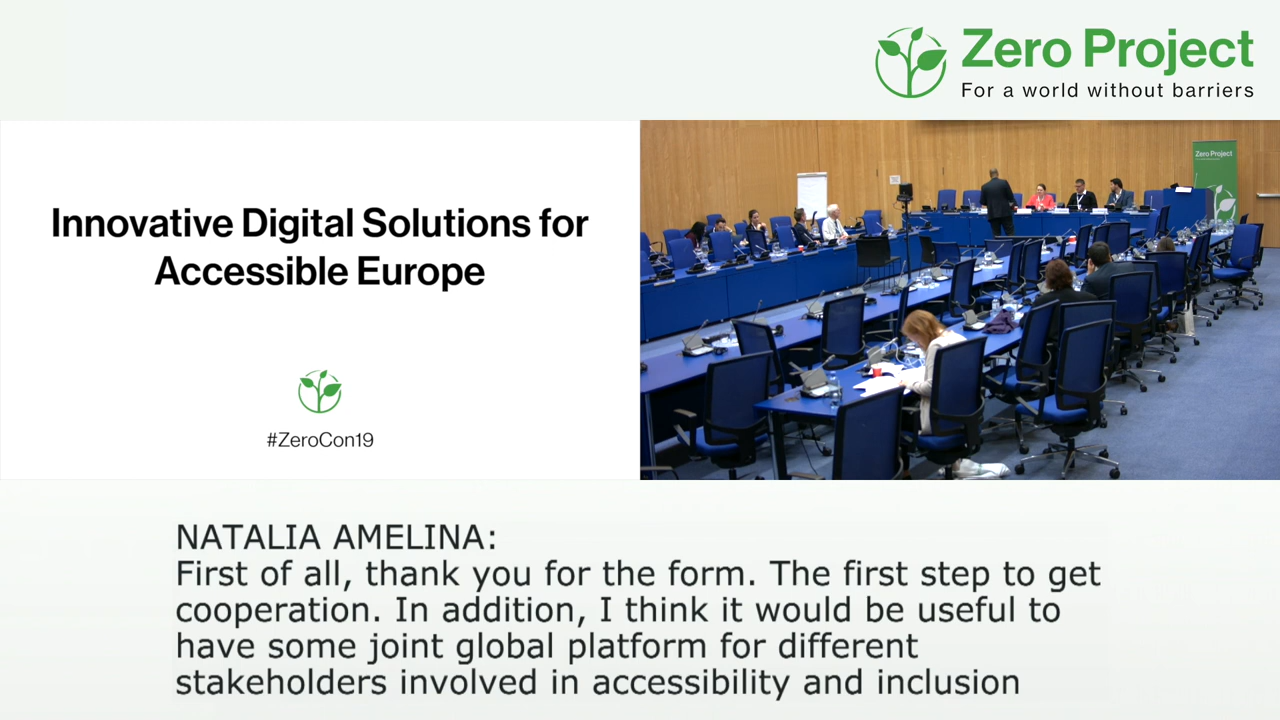 Zero Project
For a world without barriers
Innovative Digital Solutions for
Accessible Europe
#ZeroCon19
Zero Project
NATALIA AMELINA:
First of all, thank you for the form. The first step to get
cooperation. In addition, I think it would be useful to
have some joint global platform for different
stakeholders involved in accessibility and inclusion